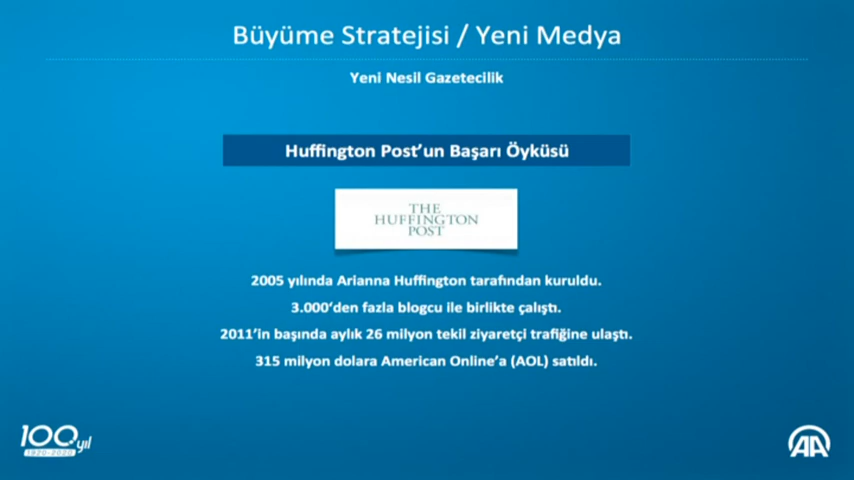 Büyüme Stratejisi / Yeni Medya
Yeni Nesil Gazetecilik
Huffington Post’un Başarı Öyküsü
THE
HUFFINGTON
POST
2005 yılında Arianna Huffington tarafından kuruldu.
3.000‘den fazla blogcu ile birlikte çalıştı.
2011’in başında aylık 26 milyon tekil ziyaretçi trafiğine ulaştı.
315 milyon dolara American Online’a (AOL) satıldı.
100.yıl
1920-2020
AA